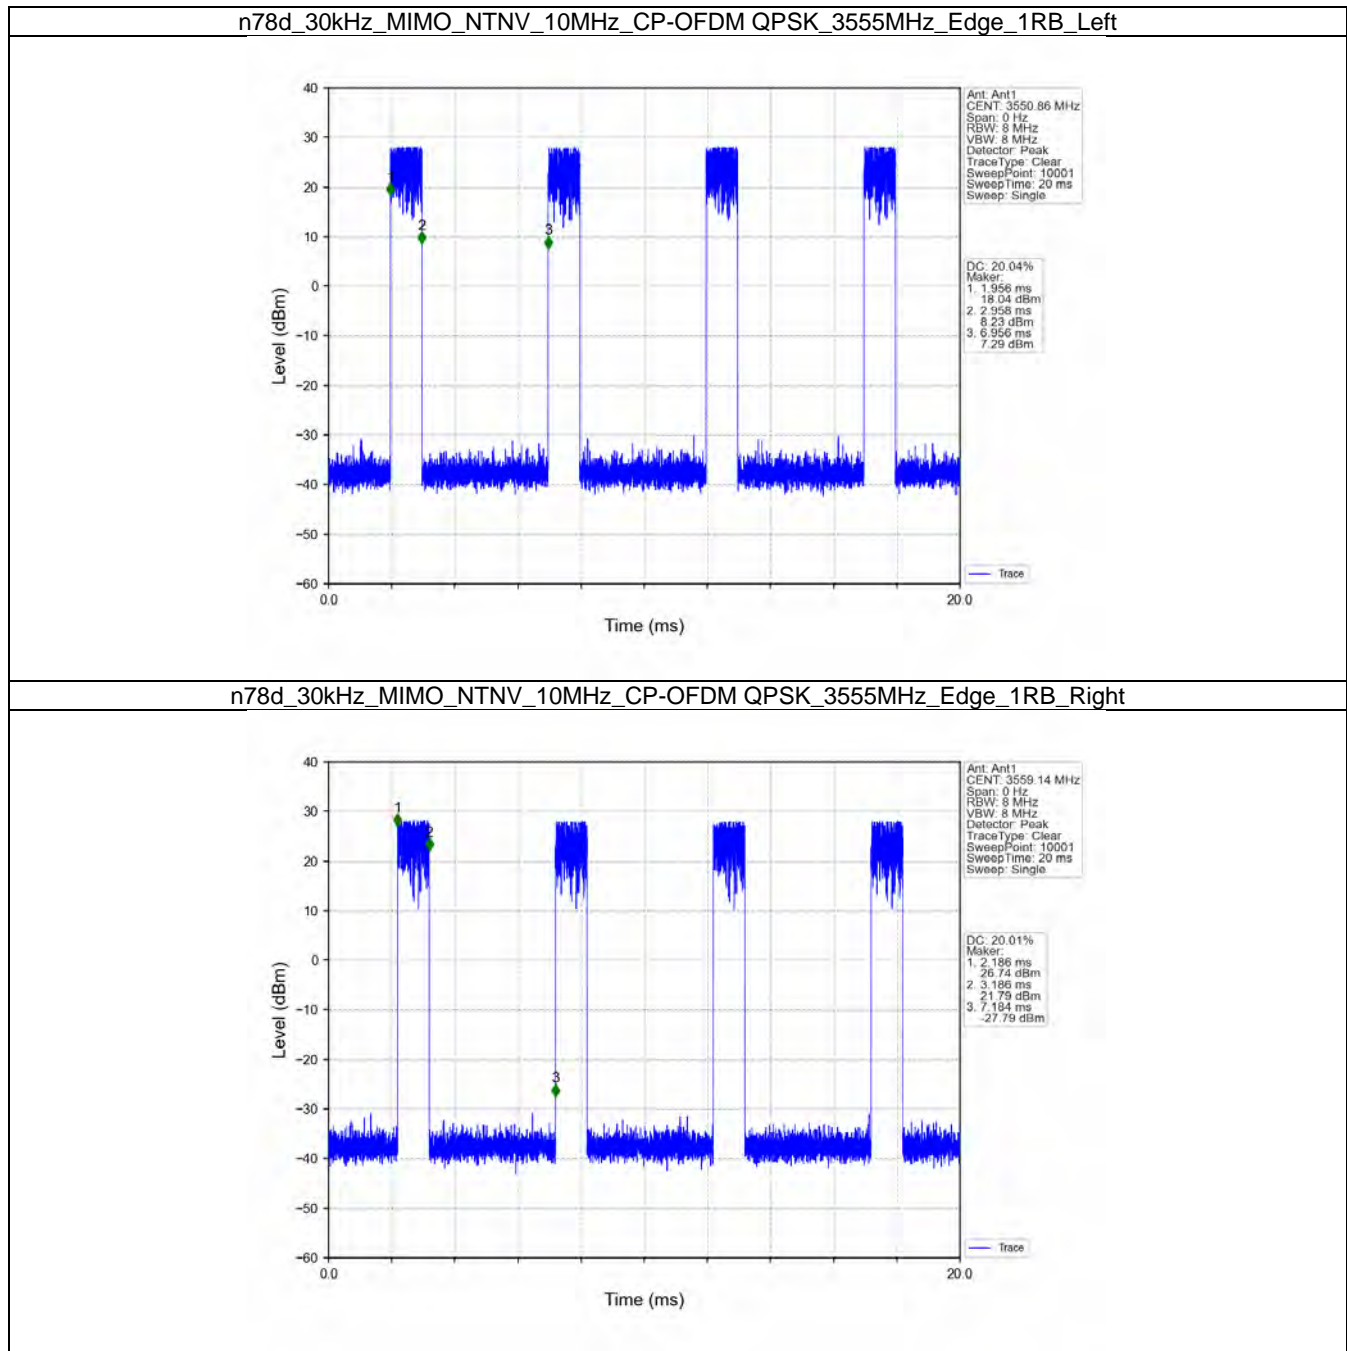 n78d_30kHz_MIMO_NTNV_10MHz_CP-OFDM QPSK_3555MHz_Edge_1RB_Left
40
30
20
10
0
−10
−20
−30
−40
−50
−60
Level (dBm)
1
2
3
0.0
20.0
Time (ms)
Ant: Ant1
CENT: 3550.86 MHz
Span: 0 Hz
RBW: 8 MHz
VBW: 8 MHz
Detector: Peak
TraceType: Clear
SweepPoint: 10001
SweepTime: 20 ms
Sweep: Single
DC: 20.04%
Maker:
1. 1.956 ms
18.04 dBm
2. 2.958 ms
8.23 dBm
3. 6.956 ms
7.29 dBm
Trace
n78d_30kHz_MIMO_NTNV_10MHz_CP-OFDM QPSK_3555MHz_Edge_1RB_Right
40
30
20
10
0
−10
−20
−30
−40
−50
−60
Level (dBm)
1
2
3
0.0
20.0
Time (ms)
Ant: Ant1
CENT: 3559.14 MHz
Span: 0 Hz
RBW: 8 MHz
VBW: 8 MHz
Detector: Peak
TraceType: Clear
SweepPoint: 10001
SweepTime: 20 ms
Sweep: Single
DC: 20.01%
Maker:
1. 2.186 ms
26.74 dBm
2. 3.186 ms
21.79 dBm
3. 7.184 ms
-27.79 dBm
Trace